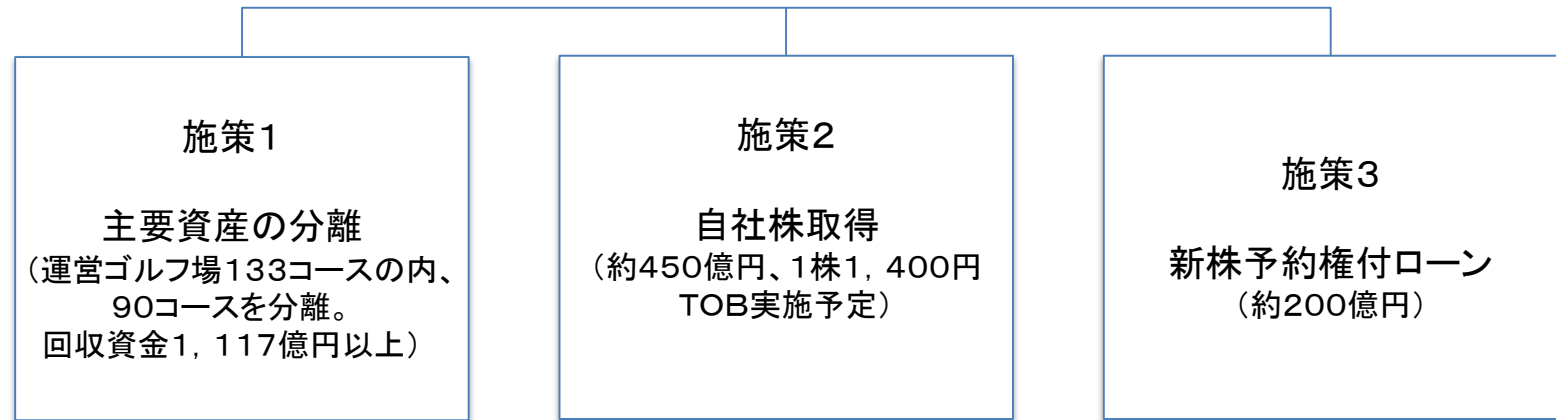 施策1
主要資産の分離
（運営ゴルフ場133コースの内、
90コースを分離。
回収資金1，117億円以上）
施策2
自社株取得
（約450億円、1株1，400円
TOB実施予定）
施策3
新株予約権付ローン
（約200億円）